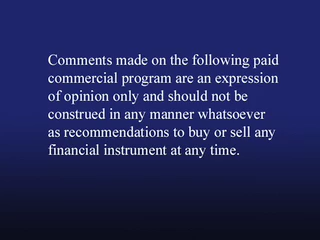 Comments made on the following paid
commercial program are an expression
of opinion only and should not be
construed in any manner whatsoever
as recommendations to buy or sell any
financial instrument at any time.